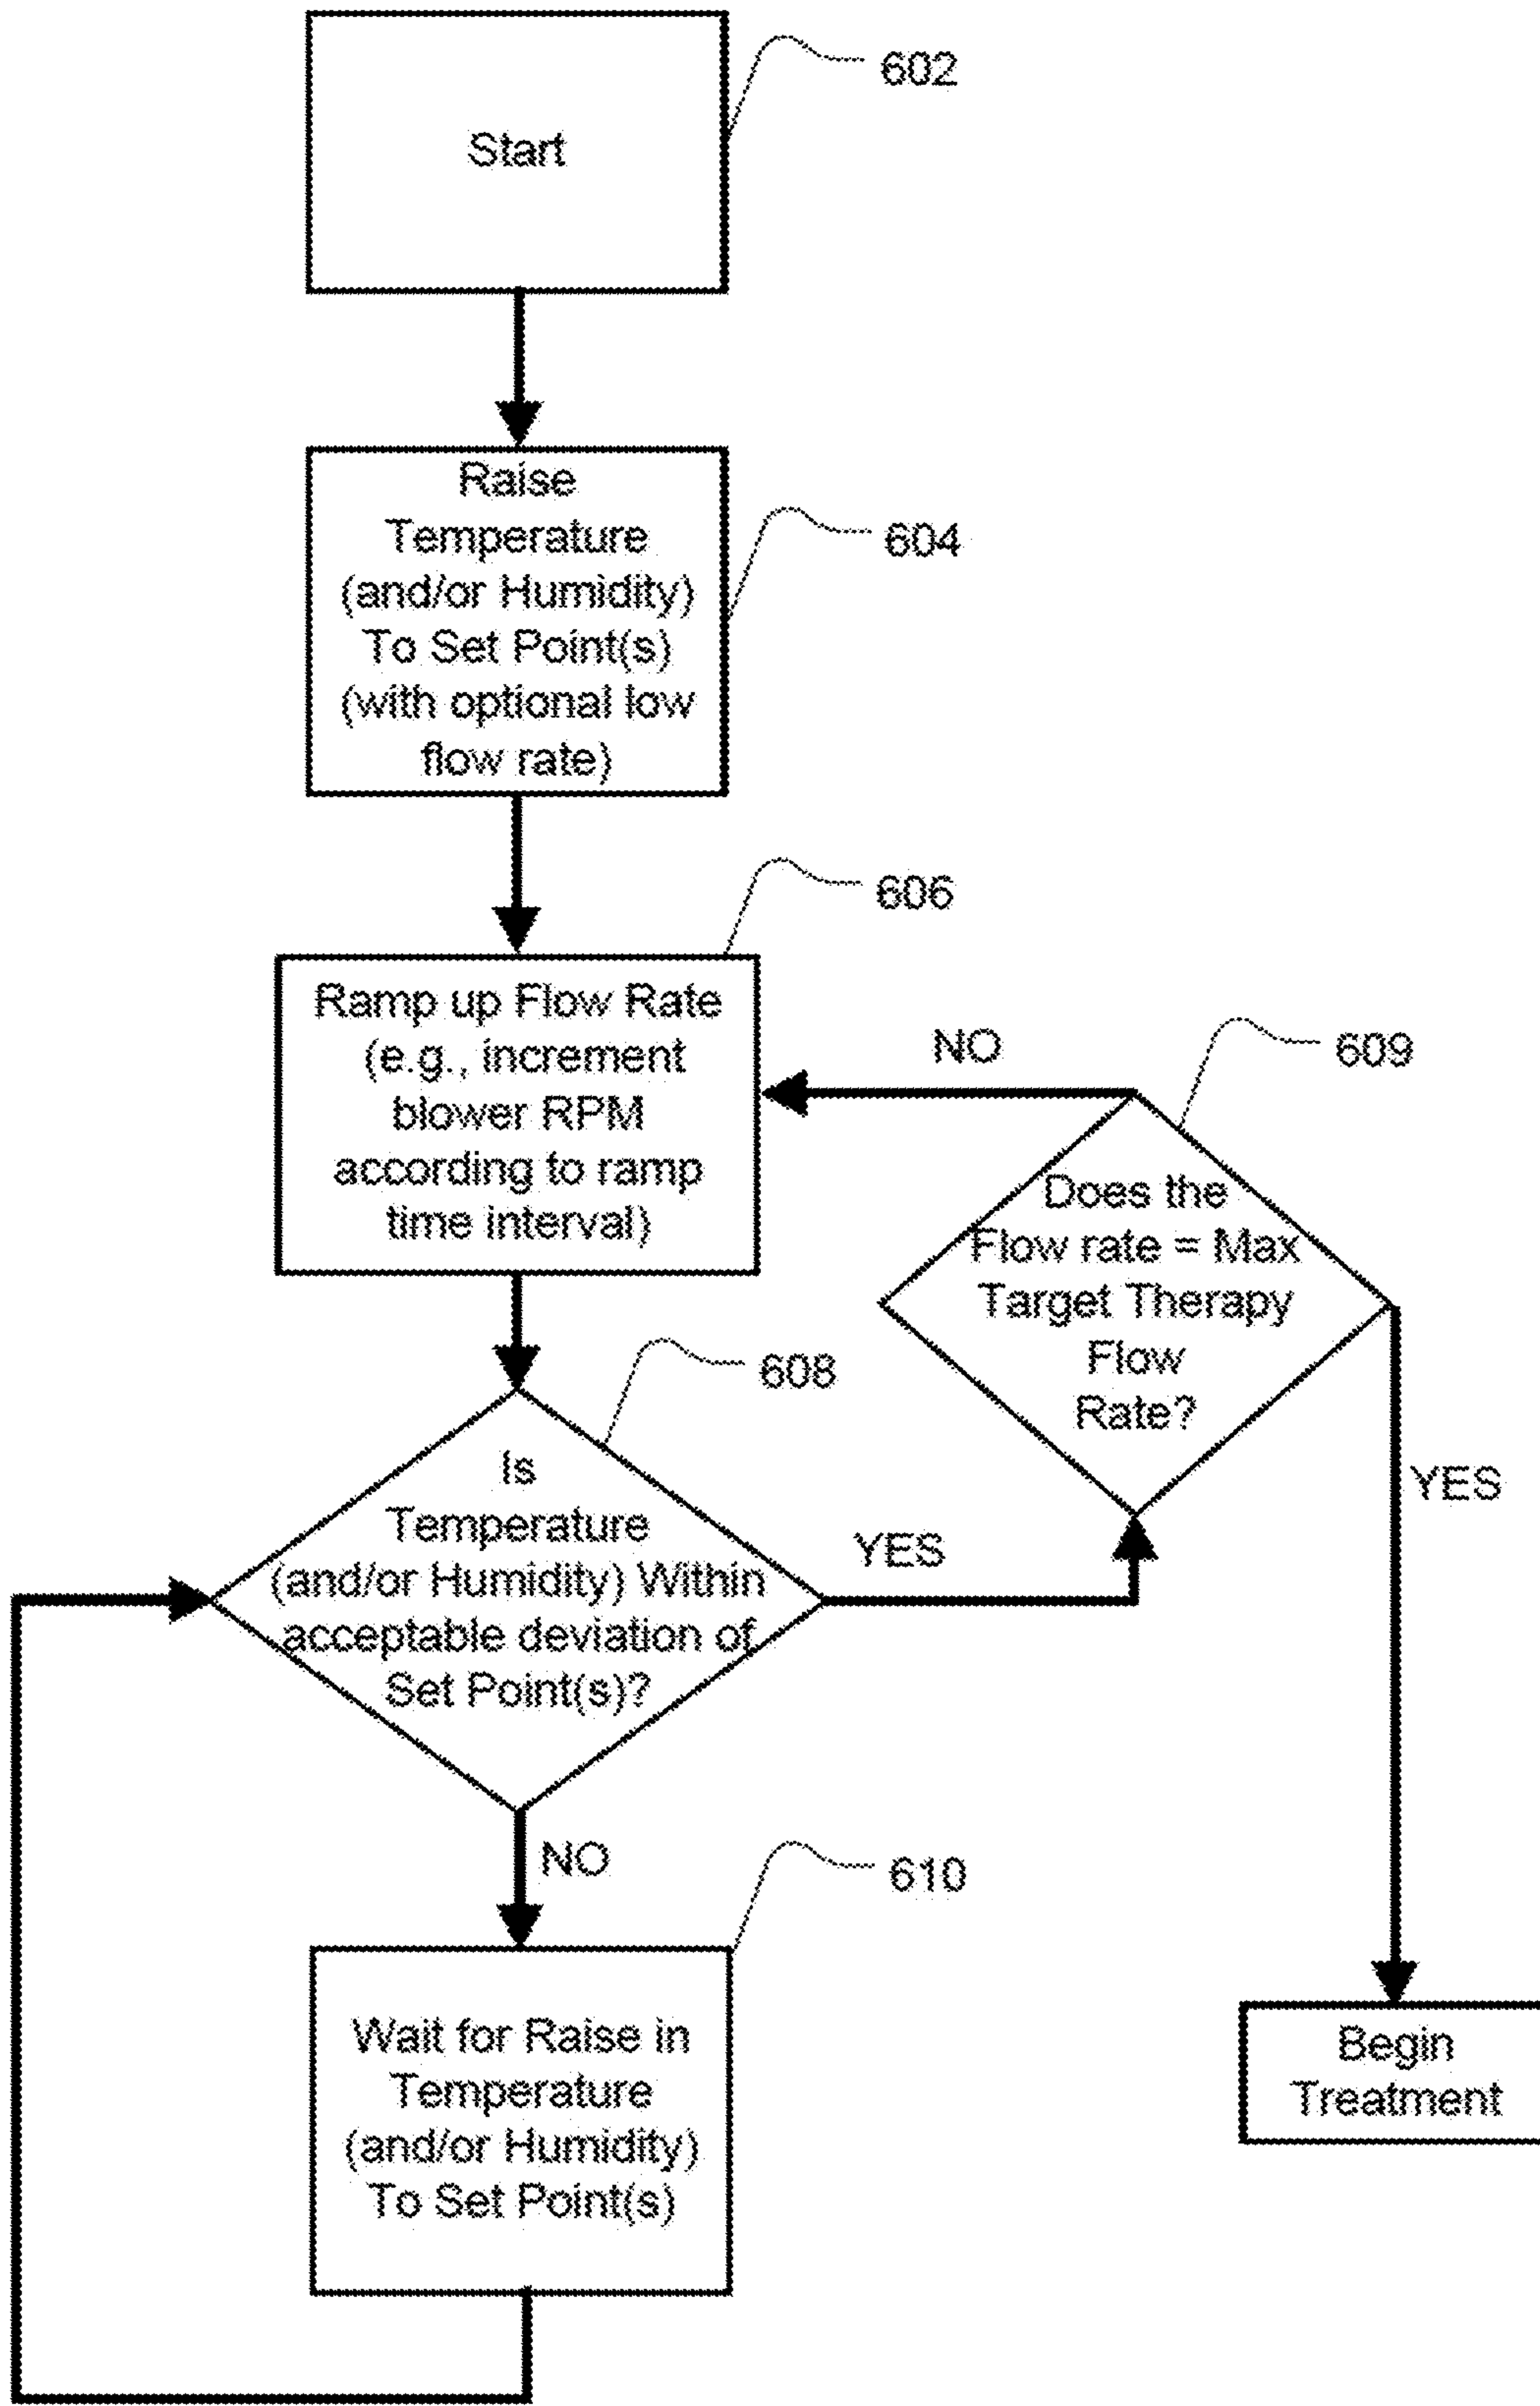 Start
602
Raise
Temperature
(and/or Humidity)
To Set Point(s)
(with optional low
flow rate)
604
Ramp up Flow Rate
(e.g., increment
blower RPM
according to ramp
time interval)
606
NO
609
Does the
Flow rate = Max
Target Therapy
Flow
Rate?
608
Is
Temperature
(and/or Humidity) Within
acceptable deviation of
Set Point(s)?
YES
YES
NO
610
Wait for Raise in
Temperature
(and/or Humidity)
To Set Point(s)
Begin
Treatment